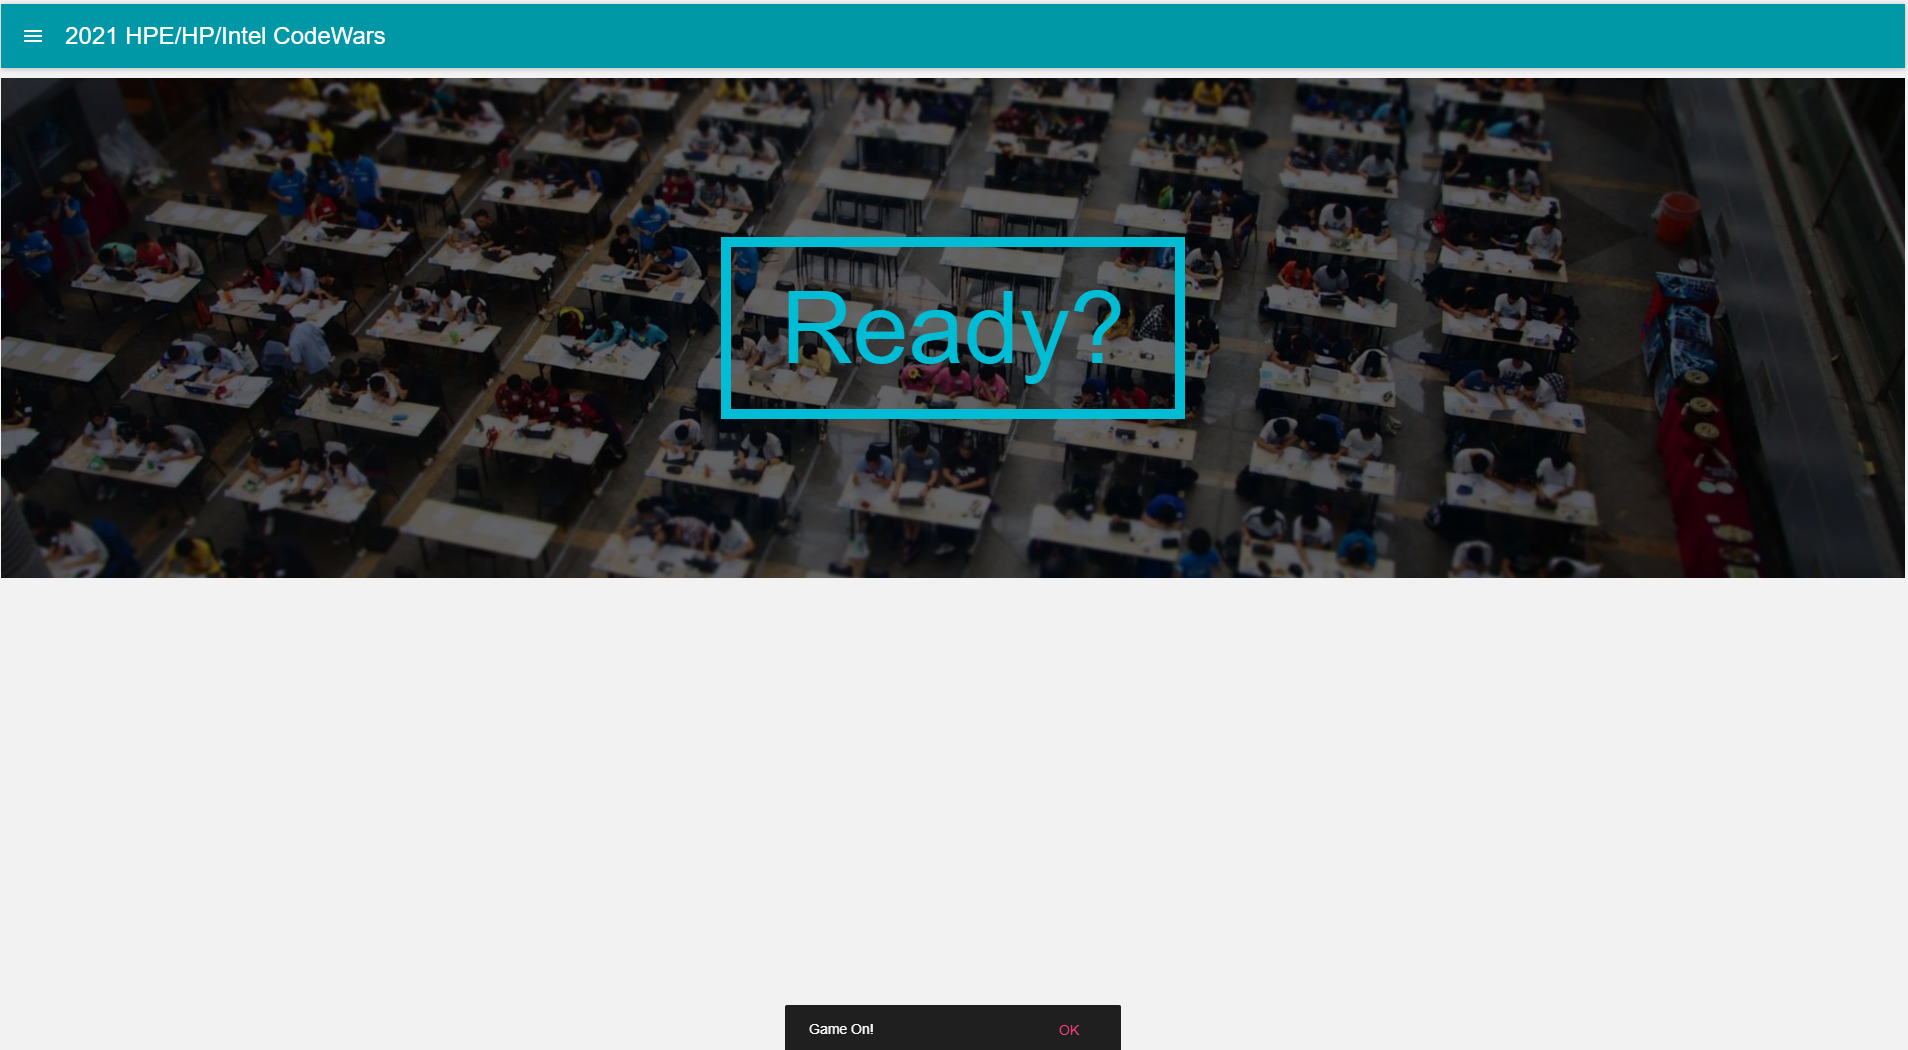 2021 HPE/HP/Intel CodeWars
Ready?
Game On!
OK